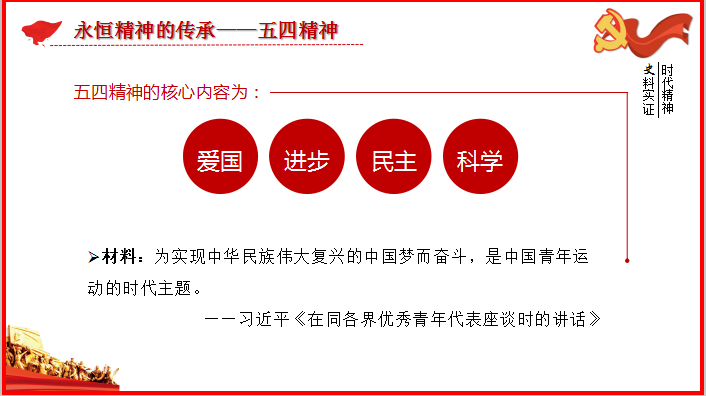 永恒精神的传承——五四精神
时代精神
史料实证
五四精神的核心内容为：
爱国 进步 民主 科学
➢材料：为实现中华民族伟大复兴的中国梦而奋斗，是中国青年运
动的时代主题。
——习近平《在同各界优秀青年代表座谈时的讲话》